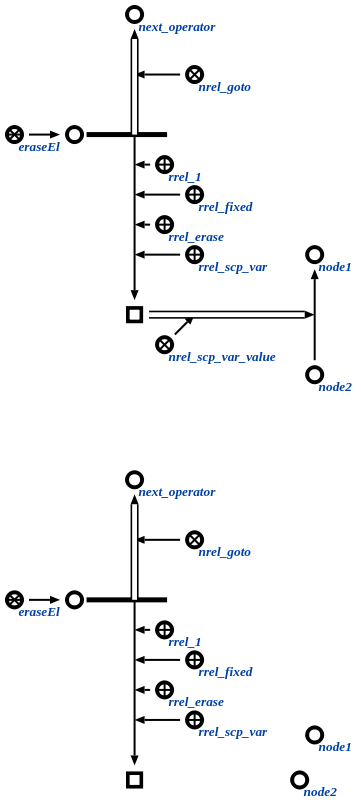 next_operator
nrel_goto
eraseEl
rrel_1
rrel_fixed
rrel_erase
node1
rrel_scp_var
nrel_scp_var_value
node2
next_operator
nrel_goto
eraseEl
rrel_1
rrel_fixed
rrel_erase
rrel_scp_var
node1
node2